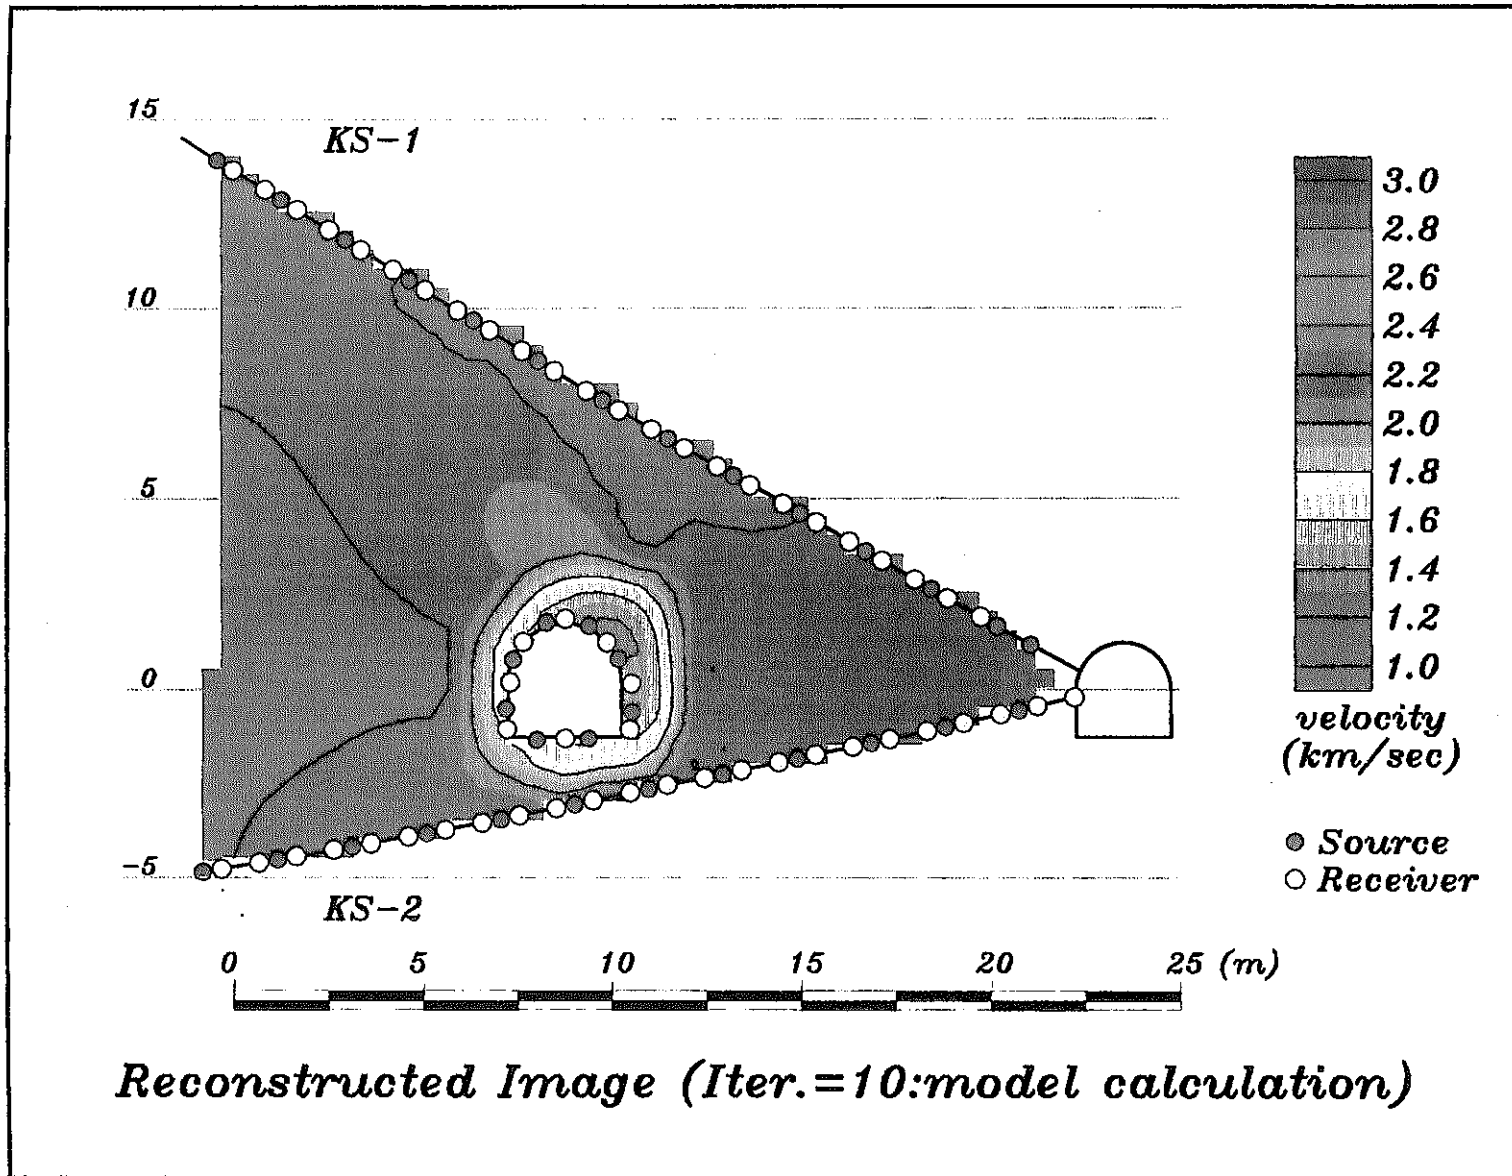 15
KS-1
10
5
0
-5
KS-2
3.0
2.8
2.6
2.4
2.2
2.0
1.8
1.6
1.4
1.2
1.0
velocity
(km/sec)
Source
Receiver
0 5 10 15 20 25 (m)
Reconstructed Image (Iter.=10:model calculation)